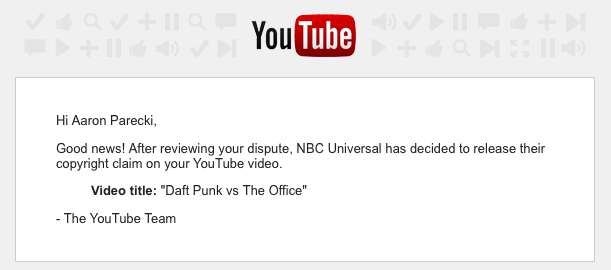 YouTube
Hi Aaron Parecki,
Good news! After reviewing your dispute, NBC Universal has decided to release their
copyright claim on your YouTube video.
Video title: "Daft Punk vs The Office"
- The YouTube Team